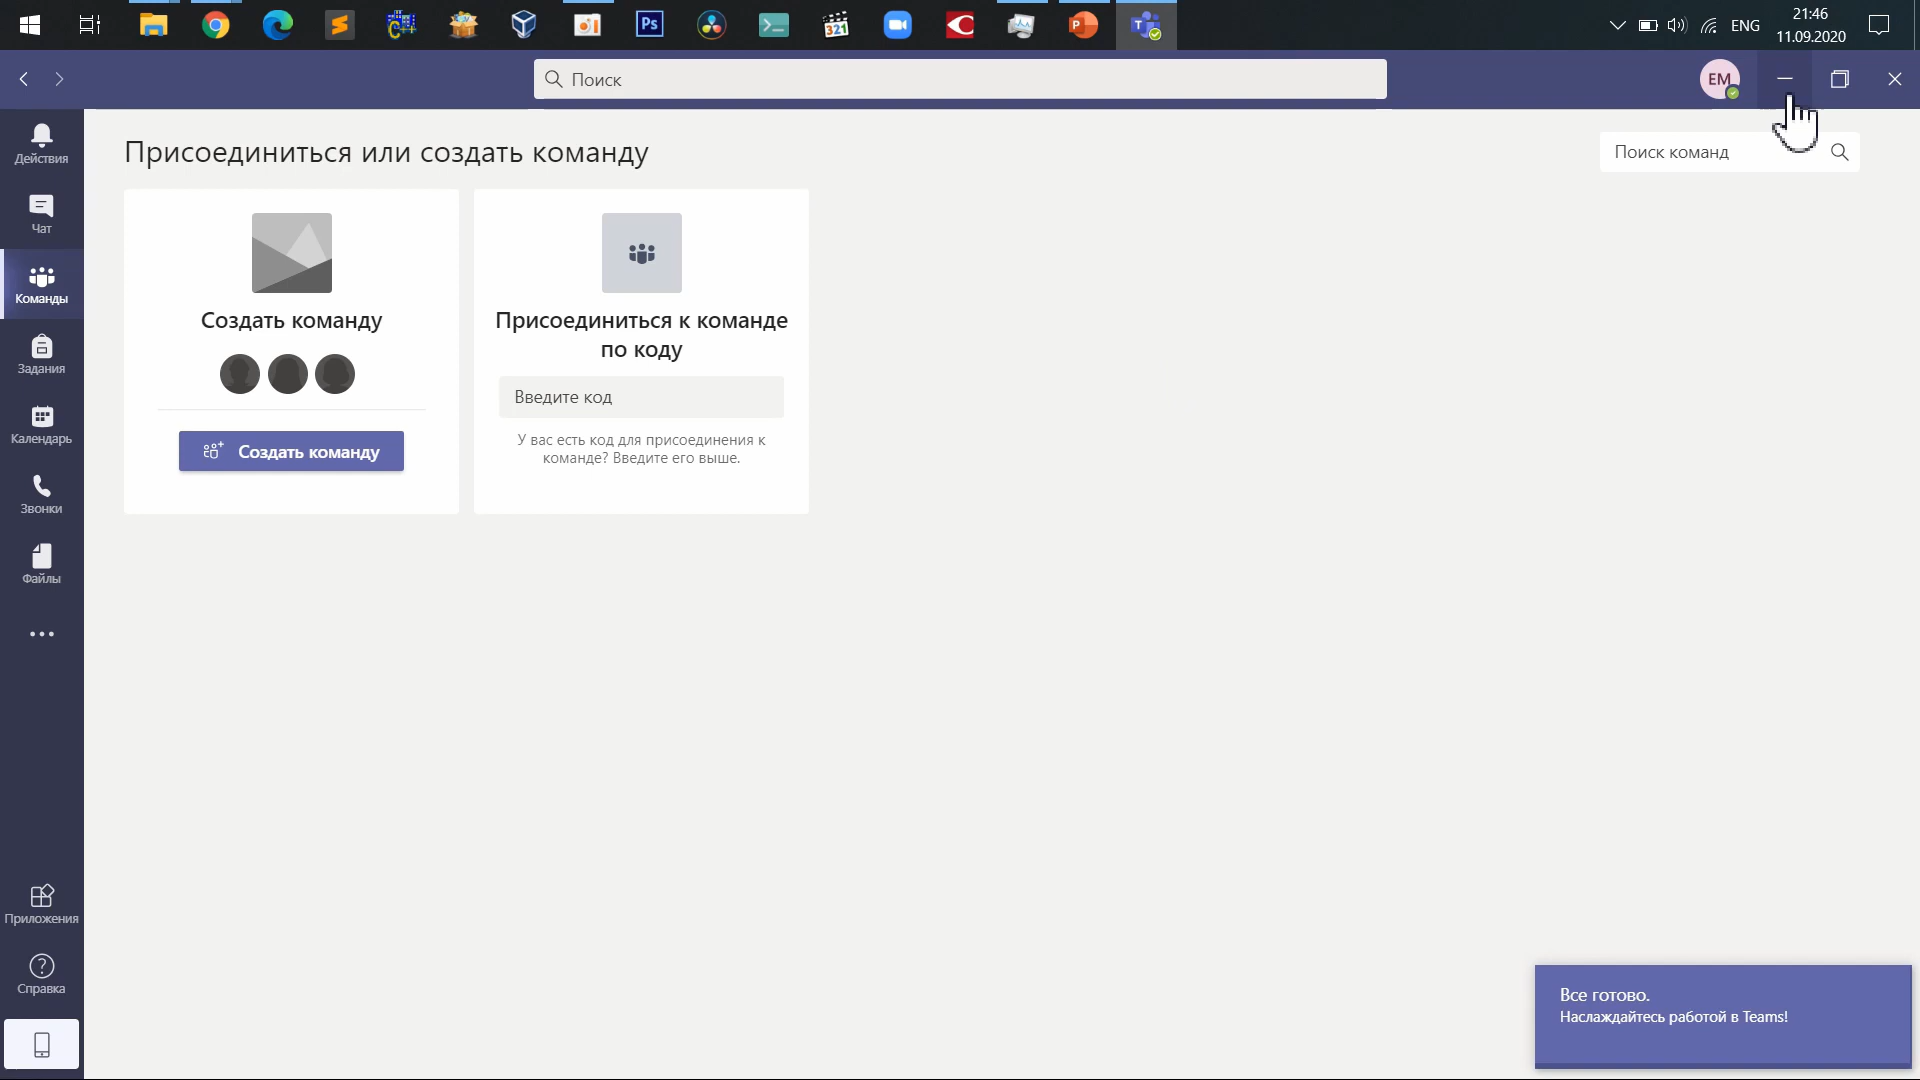 Ps
321
T
ENG
21:46
11.09.2020
Поиск
EM
Действия
Чат
Команды
Задания
Календарь
Звонки
Файлы
Приложения
Справка
Присоединиться или создать команду
Поиск команд
Создать команду
Создать команду
Присоединиться к команде
по коду
Введите код
У вас есть код для присоединения к
команде? Введите его выше.
Все готово.
Наслаждайтесь работой в Teams!